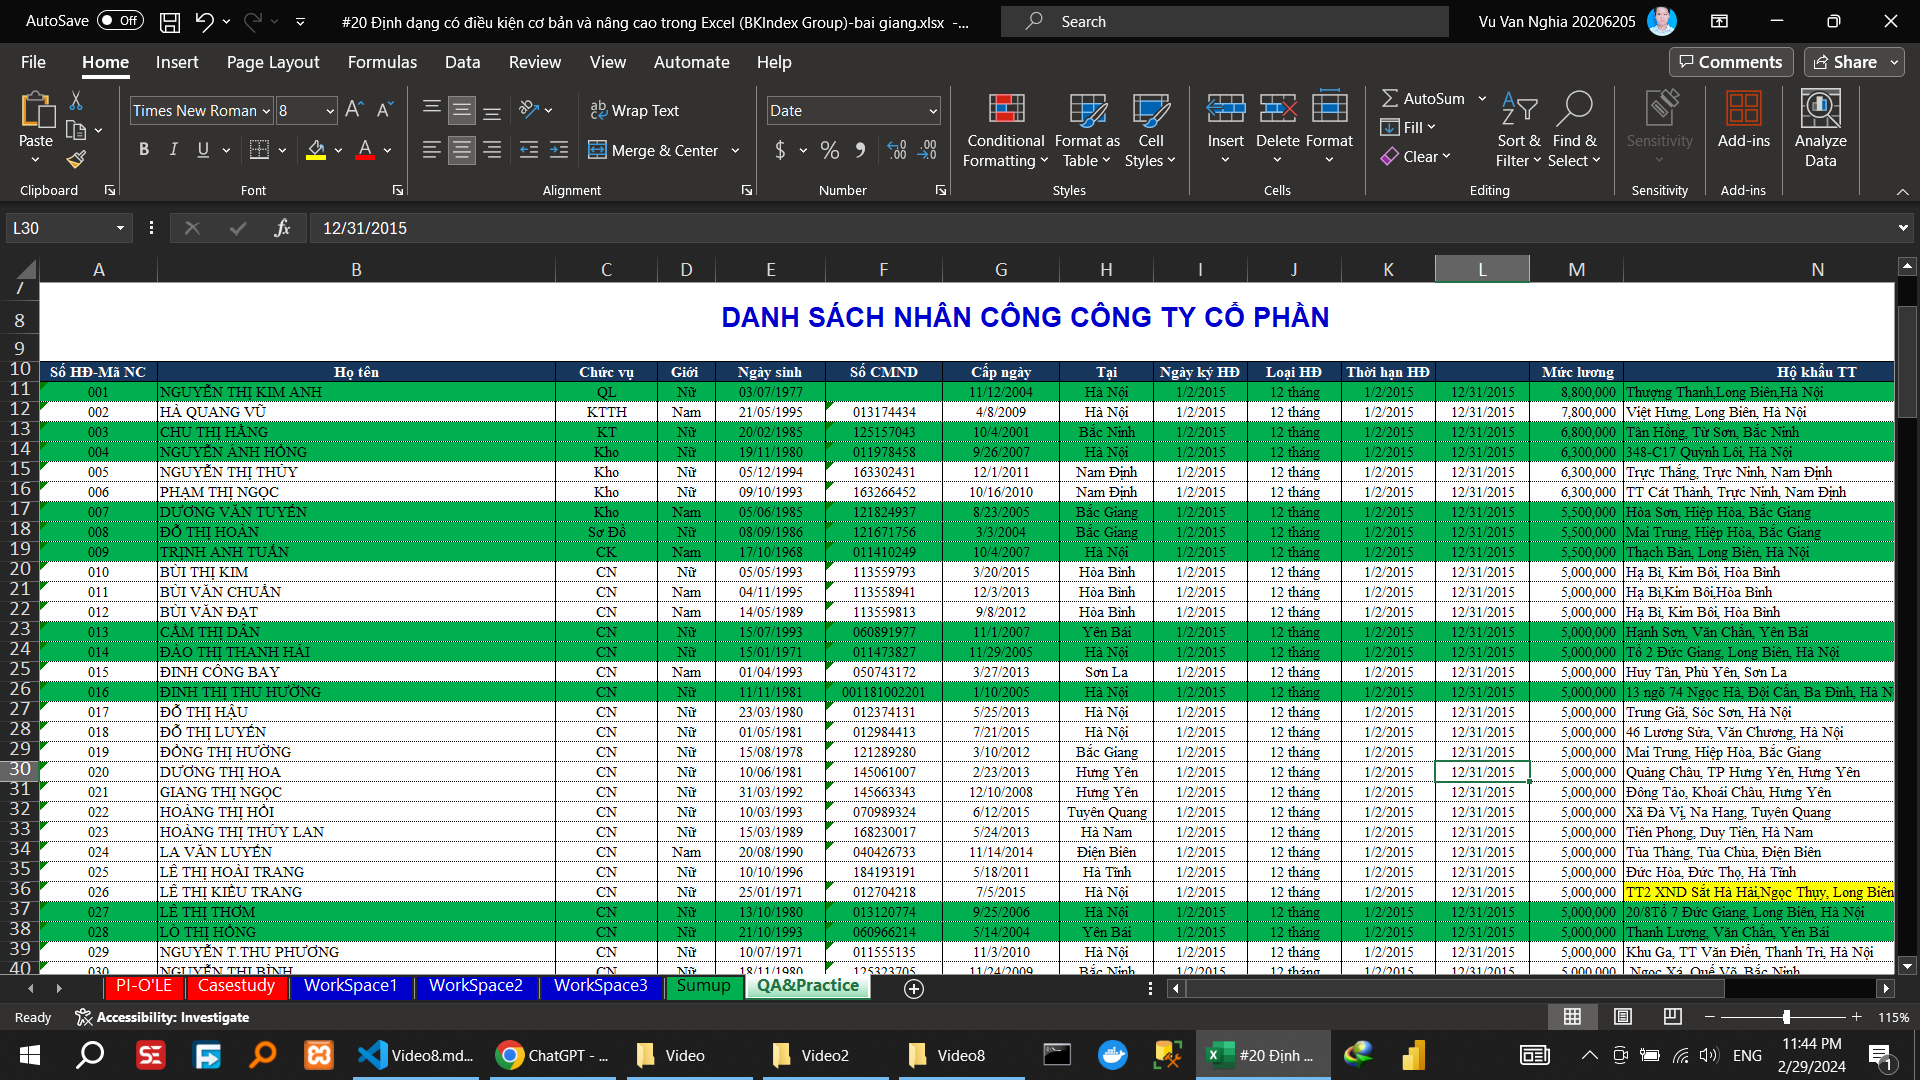 AutoSave Off #20 Định dạng có điều kiện cơ bản và nâng cao trong Excel (BKIndex Group)-bai giang.xlsx -... Search Vu Van Nghia 20206205
File Home Insert Page Layout Formulas Data Review View Automate Help Comments Share
Paste Times New Roman 8 Wrap Text Date Conditional Formatting Format as Table Cell Styles Insert Delete Format AutoSum Fill Clear Sort & Filter Find & Select Sensitivity Add-ins Analyze Data
B I U A Merge & Center $ %
Clipboard Font Alignment Number Styles Cells Editing Sensitivity Add-ins
L30 fx 12/31/2015
A B C D E F G H I J K L M N
7
8 DANH SÁCH NHÂN CÔNG CÔNG TY CỔ PHẦN
9
10 Số HĐ-Mã NC Họ tên Chức vụ Giới Ngày sinh Số CMND Cấp ngày Tại Ngày ký HĐ Loại HĐ Thời hạn HĐ Mức lương Hộ khẩu TT
11 001 NGUYỄN THỊ KIM ANH QL Nữ 03/07/1977 11/12/2004 Hà Nội 1/2/2015 12 tháng 1/2/2015 12/31/2015 8,800,000 Thượng Thanh,Long Biên,Hà Nội
12 002 HÀ QUANG VŨ KTTH Nam 21/05/1995 013174434 4/8/2009 Hà Nội 1/2/2015 12 tháng 1/2/2015 12/31/2015 7,800,000 Việt Hưng, Long Biên, Hà Nội
13 003 CHU THỊ HẰNG KT Nữ 20/02/1985 125157043 10/4/2001 Bắc Ninh 1/2/2015 12 tháng 1/2/2015 12/31/2015 6,800,000 Tân Hồng, Từ Sơn, Bắc Ninh
14 004 NGUYỄN ÁNH HỒNG Kho Nữ 19/11/1980 011978458 9/26/2007 Hà Nội 1/2/2015 12 tháng 1/2/2015 12/31/2015 6,300,000 348-C17 Quỳnh Lôi, Hà Nội
15 005 NGUYỄN THỊ THỦY Kho Nữ 05/12/1994 163302431 12/1/2011 Nam Định 1/2/2015 12 tháng 1/2/2015 12/31/2015 6,300,000 Trực Thắng, Trực Ninh, Nam Định
16 006 PHẠM THỊ NGỌC Kho Nữ 09/10/1993 163266452 10/16/2010 Nam Định 1/2/2015 12 tháng 1/2/2015 12/31/2015 6,300,000 TT Cát Thành, Trực Ninh, Nam Định
17 007 DƯƠNG VĂN TUYẾN Kho Nam 05/06/1985 121824937 8/23/2005 Bắc Giang 1/2/2015 12 tháng 1/2/2015 12/31/2015 5,500,000 Hòa Sơn, Hiệp Hòa, Bắc Giang
18 008 ĐỖ THỊ HOÀN Sơ Đồ Nữ 08/09/1986 121671756 3/3/2004 Bắc Giang 1/2/2015 12 tháng 1/2/2015 12/31/2015 5,500,000 Mai Trung, Hiệp Hòa, Bắc Giang
19 009 TRỊNH ANH TUẤN CK Nam 17/10/1968 011410249 10/4/2007 Hà Nội 1/2/2015 12 tháng 1/2/2015 12/31/2015 5,500,000 Thạch Bàn, Long Biên, Hà Nội
20 010 BÙI THỊ KIM CN Nữ 05/05/1993 113559793 3/20/2015 Hòa Bình 1/2/2015 12 tháng 1/2/2015 12/31/2015 5,000,000 Hạ Bì, Kim Bôi, Hòa Bình
21 011 BÙI VĂN CHUẨN CN Nam 04/11/1995 113558941 12/3/2013 Hòa Bình 1/2/2015 12 tháng 1/2/2015 12/31/2015 5,000,000 Hạ Bì,Kim Bôi,Hòa Bình
22 012 BÙI VĂN ĐẠT CN Nam 14/05/1989 113559813 9/8/2012 Hòa Bình 1/2/2015 12 tháng 1/2/2015 12/31/2015 5,000,000 Hạ Bì, Kim Bôi, Hòa Bình
23 013 CẦM THỊ DÂN CN Nữ 15/07/1993 060891977 11/1/2007 Yên Bái 1/2/2015 12 tháng 1/2/2015 12/31/2015 5,000,000 Hạnh Sơn, Văn Chấn, Yên Bái
24 014 ĐÀO THỊ THANH HẢI CN Nữ 15/01/1971 011473827 11/29/2005 Hà Nội 1/2/2015 12 tháng 1/2/2015 12/31/2015 5,000,000 Tổ 2 Đức Giang, Long Biên, Hà Nội
25 015 ĐINH CÔNG BAY CN Nam 01/04/1993 050743172 3/27/2013 Sơn La 1/2/2015 12 tháng 1/2/2015 12/31/2015 5,000,000 Huy Tân, Phù Yên, Sơn La
26 016 ĐINH THỊ THU HƯỜNG CN Nữ 11/11/1981 001181002201 1/10/2005 Hà Nội 1/2/2015 12 tháng 1/2/2015 12/31/2015 5,000,000 13 ngõ 74 Ngọc Hà, Đội Cấn, Ba Đình, Hà N
27 017 ĐỖ THỊ HẬU CN Nữ 23/03/1980 012374131 5/25/2013 Hà Nội 1/2/2015 12 tháng 1/2/2015 12/31/2015 5,000,000 Trung Giã, Sóc Sơn, Hà Nội
28 018 ĐỖ THỊ LUYẾN CN Nữ 01/05/1981 012984413 7/21/2015 Hà Nội 1/2/2015 12 tháng 1/2/2015 12/31/2015 5,000,000 46 Lương Sử​a, Văn Chương, Hà Nội
29 019 ĐỒNG THỊ HƯỜNG CN Nữ 15/08/1978 121289280 3/10/2012 Bắc Giang 1/2/2015 12 tháng 1/2/2015 12/31/2015 5,000,000 Mai Trung, Hiệp Hòa, Bắc Giang
30 020 DƯƠNG THỊ HOA CN Nữ 10/06/1981 145061007 2/23/2013 Hưng Yên 1/2/2015 12 tháng 1/2/2015 12/31/2015 5,000,000 Quảng Châu, TP Hưng Yên, Hưng Yên
31 021 GIANG THỊ NGỌC CN Nữ 31/03/1992 145663343 12/10/2008 Hưng Yên 1/2/2015 12 tháng 1/2/2015 12/31/2015 5,000,000 Đông Tảo, Khoái Châu, Hưng Yên
32 022 HOÀNG THỊ HỒI CN Nữ 10/03/1993 070989324 6/12/2015 Tuyên Quang 1/2/2015 12 tháng 1/2/2015 12/31/2015 5,000,000 Xã Đà Vị, Na Hang, Tuyên Quang
33 023 HOÀNG THỊ THÚY LAN CN Nữ 15/03/1989 168230017 5/24/2013 Hà Nam 1/2/2015 12 tháng 1/2/2015 12/31/2015 5,000,000 Tiên Phong, Duy Tiên, Hà Nam
34 024 LA VĂN LUYẾN CN Nam 20/08/1990 040426733 11/14/2014 Điện Biên 1/2/2015 12 tháng 1/2/2015 12/31/2015 5,000,000 Tủa Thàng, Tủa Chùa, Điện Biên
35 025 LÊ THỊ HOÀI TRANG CN Nữ 10/10/1996 184193191 5/18/2011 Hà Tĩnh 1/2/2015 12 tháng 1/2/2015 12/31/2015 5,000,000 Đức Hòa, Đức Thọ, Hà Tĩnh
36 026 LÊ THỊ KIỀU TRANG CN Nữ 25/01/1971 012704218 7/5/2015 Hà Nội 1/2/2015 12 tháng 1/2/2015 12/31/2015 5,000,000 TT2 XND Sắt Hà Hải,Ngọc Thụy, Long Biên
37 027 LÊ THỊ THƠM CN Nữ 13/10/1980 013120774 9/25/2006 Hà Nội 1/2/2015 12 tháng 1/2/2015 12/31/2015 5,000,000 20/8Tổ 7 Đức Giang, Long Biên, Hà Nội
38 028 LÒ THỊ HỒNG CN Nữ 21/10/1993 060966214 5/14/2004 Yên Bái 1/2/2015 12 tháng 1/2/2015 12/31/2015 5,000,000 Thanh Lương, Văn Chấn, Yên Bái
39 029 NGUYỄN T.THU PHƯƠNG CN Nữ 10/07/1971 011555135 11/3/2010 Hà Nội 1/2/2015 12 tháng 1/2/2015 12/31/2015 5,000,000 Khu Ga, TT Văn Điển, Thanh Trì, Hà Nội
40 030 NGUYỄN THỊ BÌNH CN Nữ 18/11/1980 125323705 11/24/2009 Bắc Ninh 1/2/2015 12 tháng 1/2/2015 12/31/2015 5,000,000 Ngọc Xá, Quế Võ, Bắc Ninh
PI-O'LE Casestudy WorkSpace1 WorkSpace2 WorkSpace3 Sumup QA&Practice
Ready Accessibility: Investigate 115%
Video8.md... ChatGPT - ... Video Video2 Video8 #20 Định ... ENG 11:44 PM
2/29/2024 1